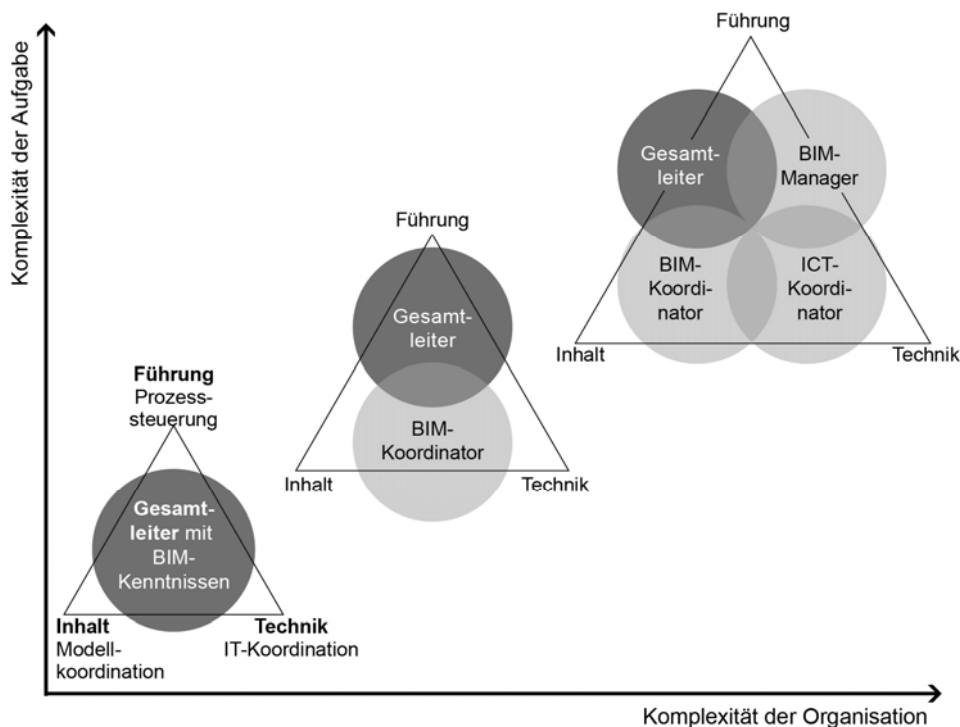 Komplexität der Aufgabe
Führung
Gesamt-
leiter
BIM-
Manager
BIM-
Koordi-
nator
ICT-
Koordi-
nator
Inhalt
Technik
Führung
Gesamt-
leiter
BIM-
Koordinator
Inhalt
Technik
Führung
Prozess-
steuerung
Gesamt-
leiter mit
BIM-
Kenntnissen
Inhalt
Modell-
koordination
Technik
IT-Koordination
Komplexität der Organisation